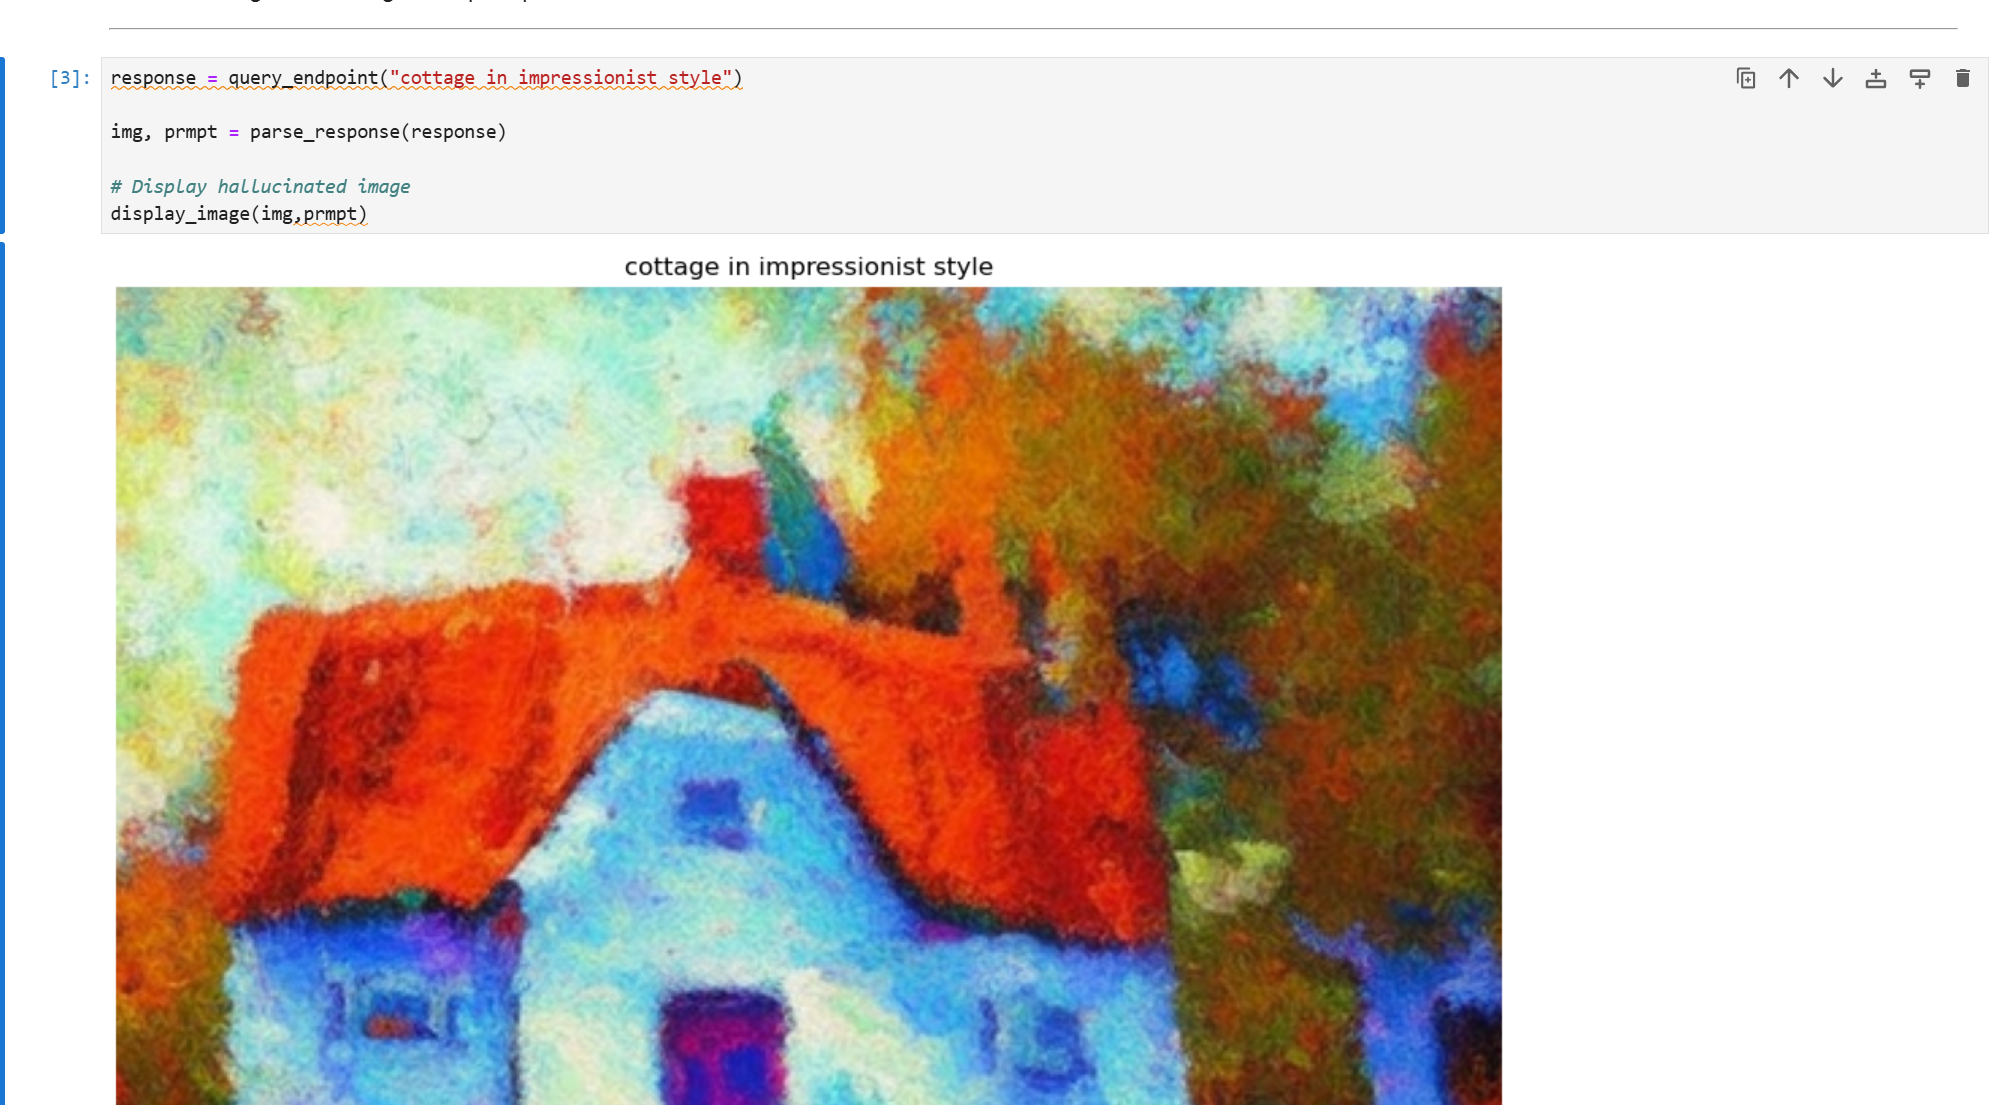 [3]:
response = query_endpoint("cottage in impressionist style")
img, prmpt = parse_response(response)
# Display hallucinated image
display_image(img,prmpt)
cottage in impressionist style